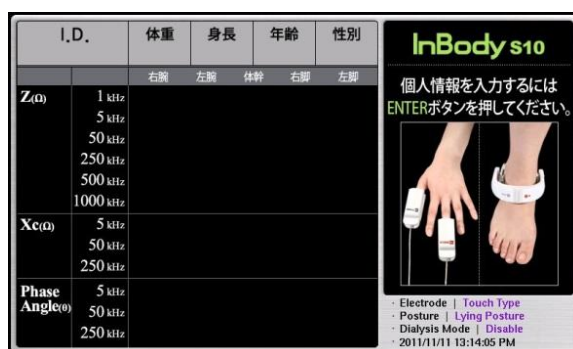 I.D. 体重 身長 年齢 性別
右腕 左腕 体幹 右脚 左脚
Z(Ω) 1 kHz
5 kHz
50 kHz
250 kHz
500 kHz
1000 kHz
Xc(Ω) 5 kHz
50 kHz
250 kHz
Phase Angle(θ) 5 kHz
50 kHz
250 kHz
InBody S10
個人情報を入力するには
ENTERボタンを押してください。
· Electrode | Touch Type
· Posture | Lying Posture
· Dialysis Mode | Disable
· 2011/11/11 13:14:05 PM